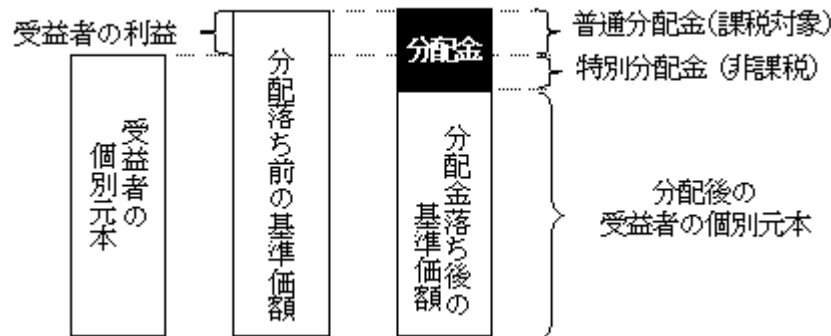 受益者の利益
受益者の
個別元本
分配落ち前の基準価額
分配金
分配金落ち後の
基準価額
普通分配金(課税対象)
特別分配金(非課税)
分配後の
受益者の個別元本